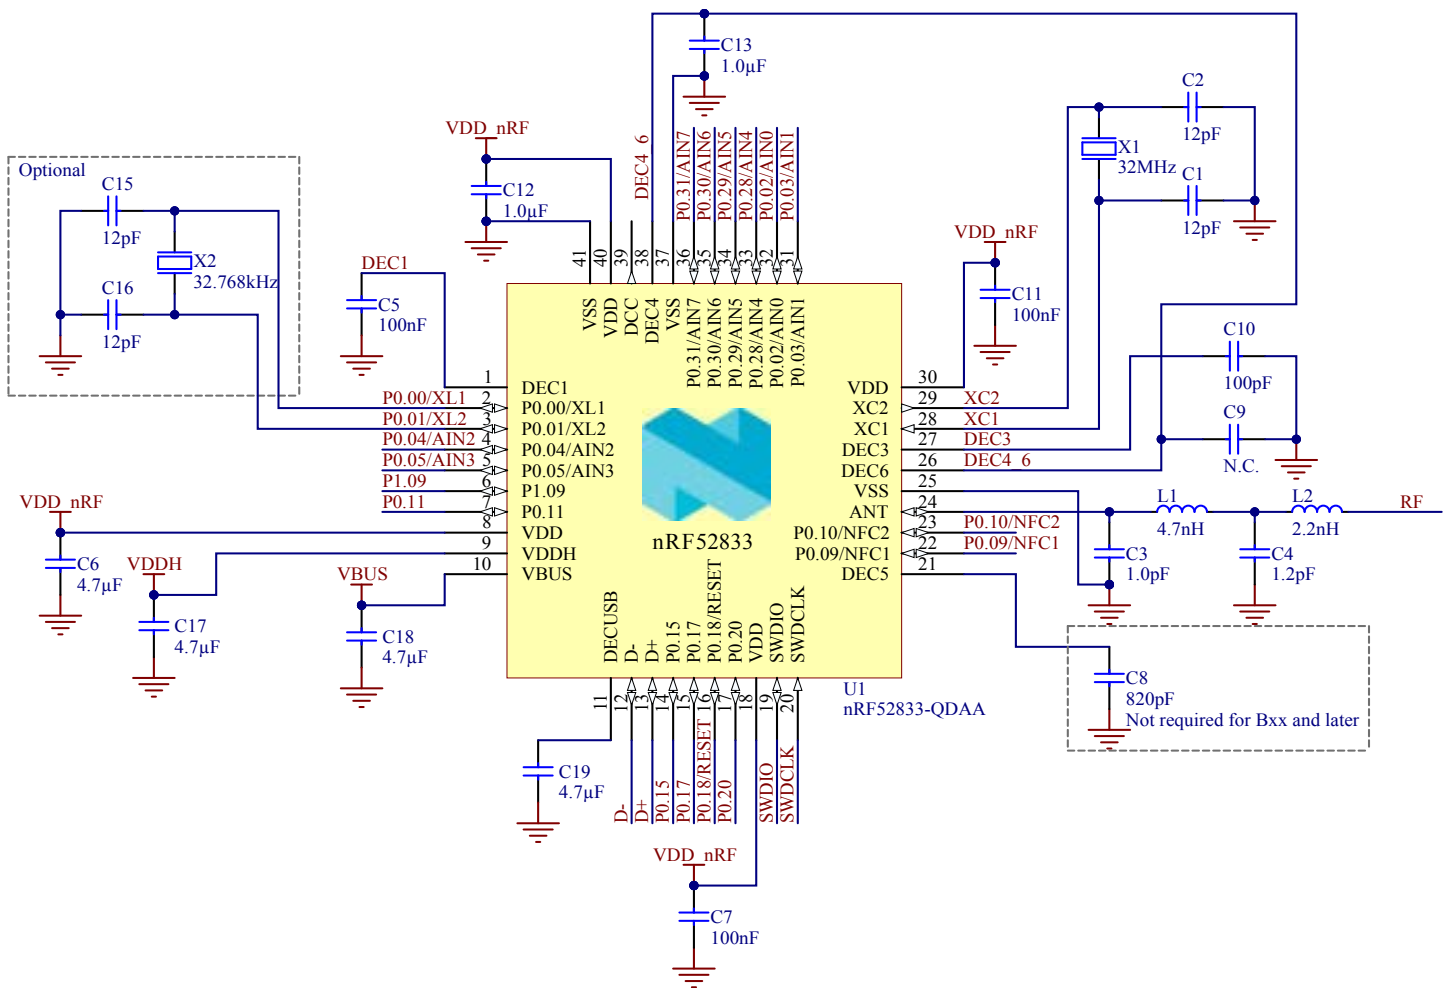 C13
1.0µF
C2
12pF
X1
32MHz
C1
12pF
VDD_nRF
C12
1.0µF
DEC4_6
P0.31/AIN7
P0.30/AIN6
P0.29/AIN5
P0.28/AIN4
P0.02/AIN0
P0.03/AIN1
Optional
C15
12pF
X2
32.768kHz
C16
12pF
DEC1
C5
100nF
VDD_nRF
C11
100nF
C10
100pF
C9
N.C.
41
40
39
38
37
36
35
34
33
32
31
VSS
VDD
DCC
DEC4
VSS
P0.31/AIN7
P0.30/AIN6
P0.29/AIN5
P0.28/AIN4
P0.02/AIN0
P0.03/AIN1
1 DEC1
P0.00/XL1 2 P0.00/XL1
P0.01/XL2 3 P0.01/XL2
P0.04/AIN2 4 P0.04/AIN2
P0.05/AIN3 5 P0.05/AIN3
P1.09 6 P1.09
P0.11 7 P0.11
8 VDD
9 VDDH
10 VBUS
VDD 30
XC2 29 XC2
XC1 28 XC1
DEC3 27 DEC3
DEC6 26 DEC4_6
VSS 25
ANT 24
P0.10/NFC2 23 P0.10/NFC2
P0.09/NFC1 22 P0.09/NFC1
DEC5 21
nRF52833
L1
4.7nH
L2
2.2nH
RF
C3
1.0pF
C4
1.2pF
VDD_nRF
C6
4.7µF
VDDH
C17
4.7µF
VBUS
C18
4.7µF
DECUSB
D-
D+
P0.15
P0.17
P0.18/RESET
P0.20
VDD
SWDIO
SWDCLK
11
12
13
14
15
16
17
18
19
20
U1
nRF52833-QDAA
C8
820pF
Not required for Bxx and later
C19
4.7µF
D-
D+
P0.15
P0.17
P0.18/RESET
P0.20
SWDIO
SWDCLK
VDD_nRF
C7
100nF